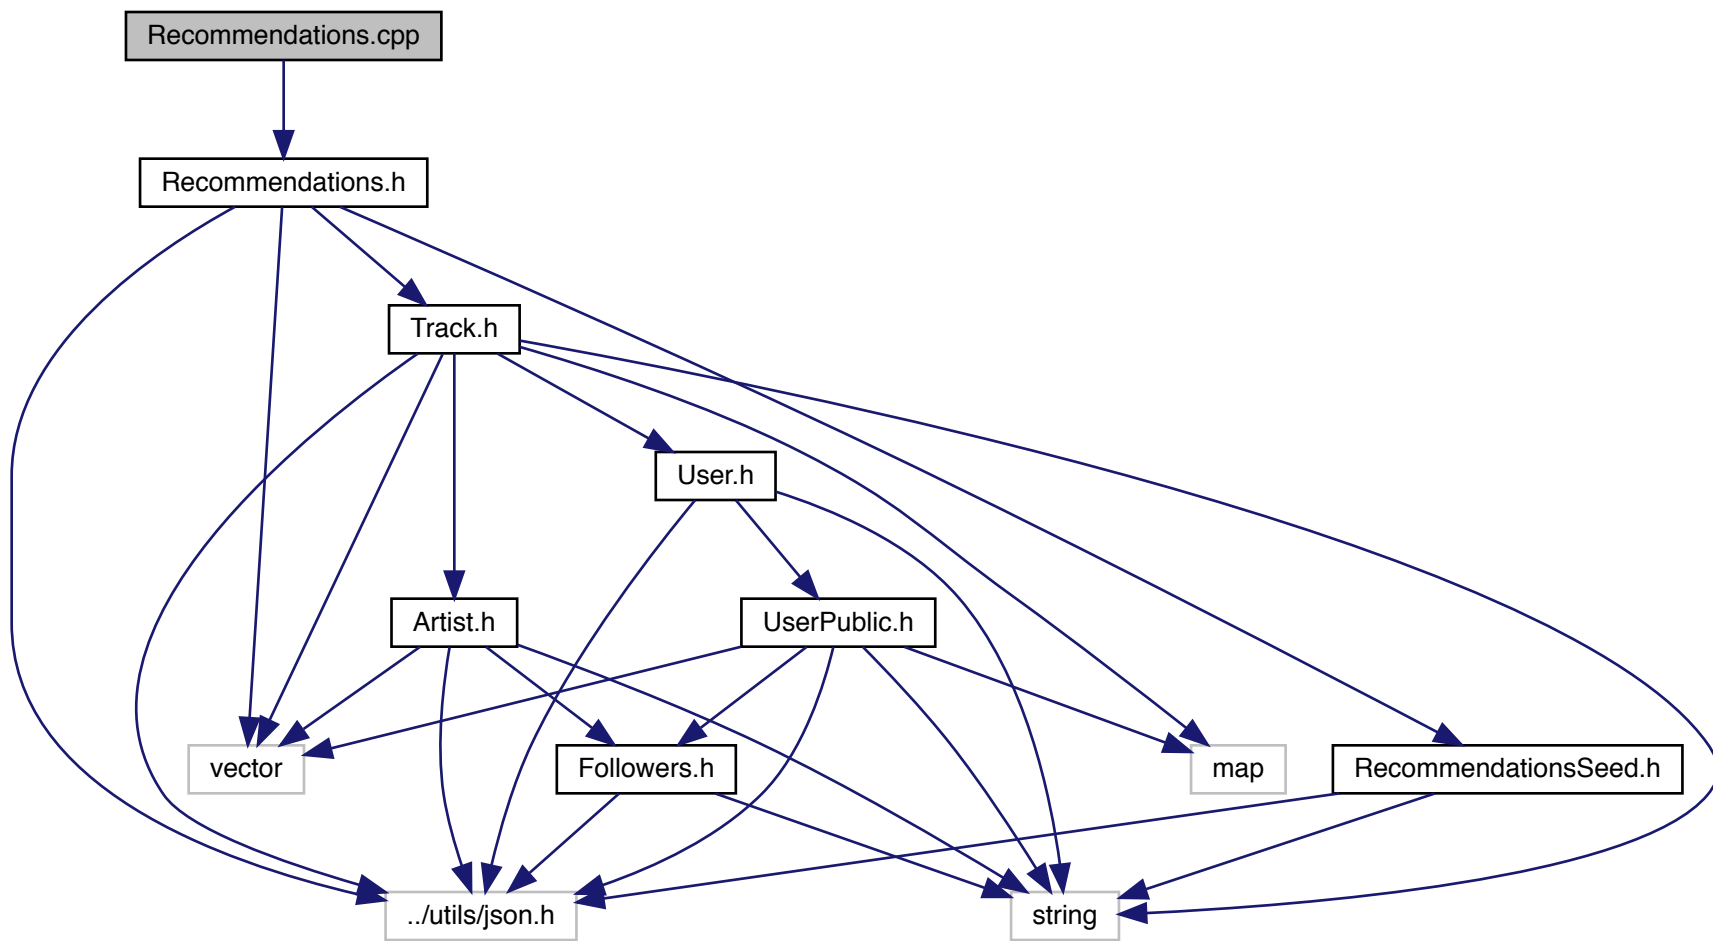 Recommendations.cpp
Recommendations.h
Track.h
User.h
Artist.h
UserPublic.h
vector
Followers.h
map
RecommendationsSeed.h
../utils/json.h
string